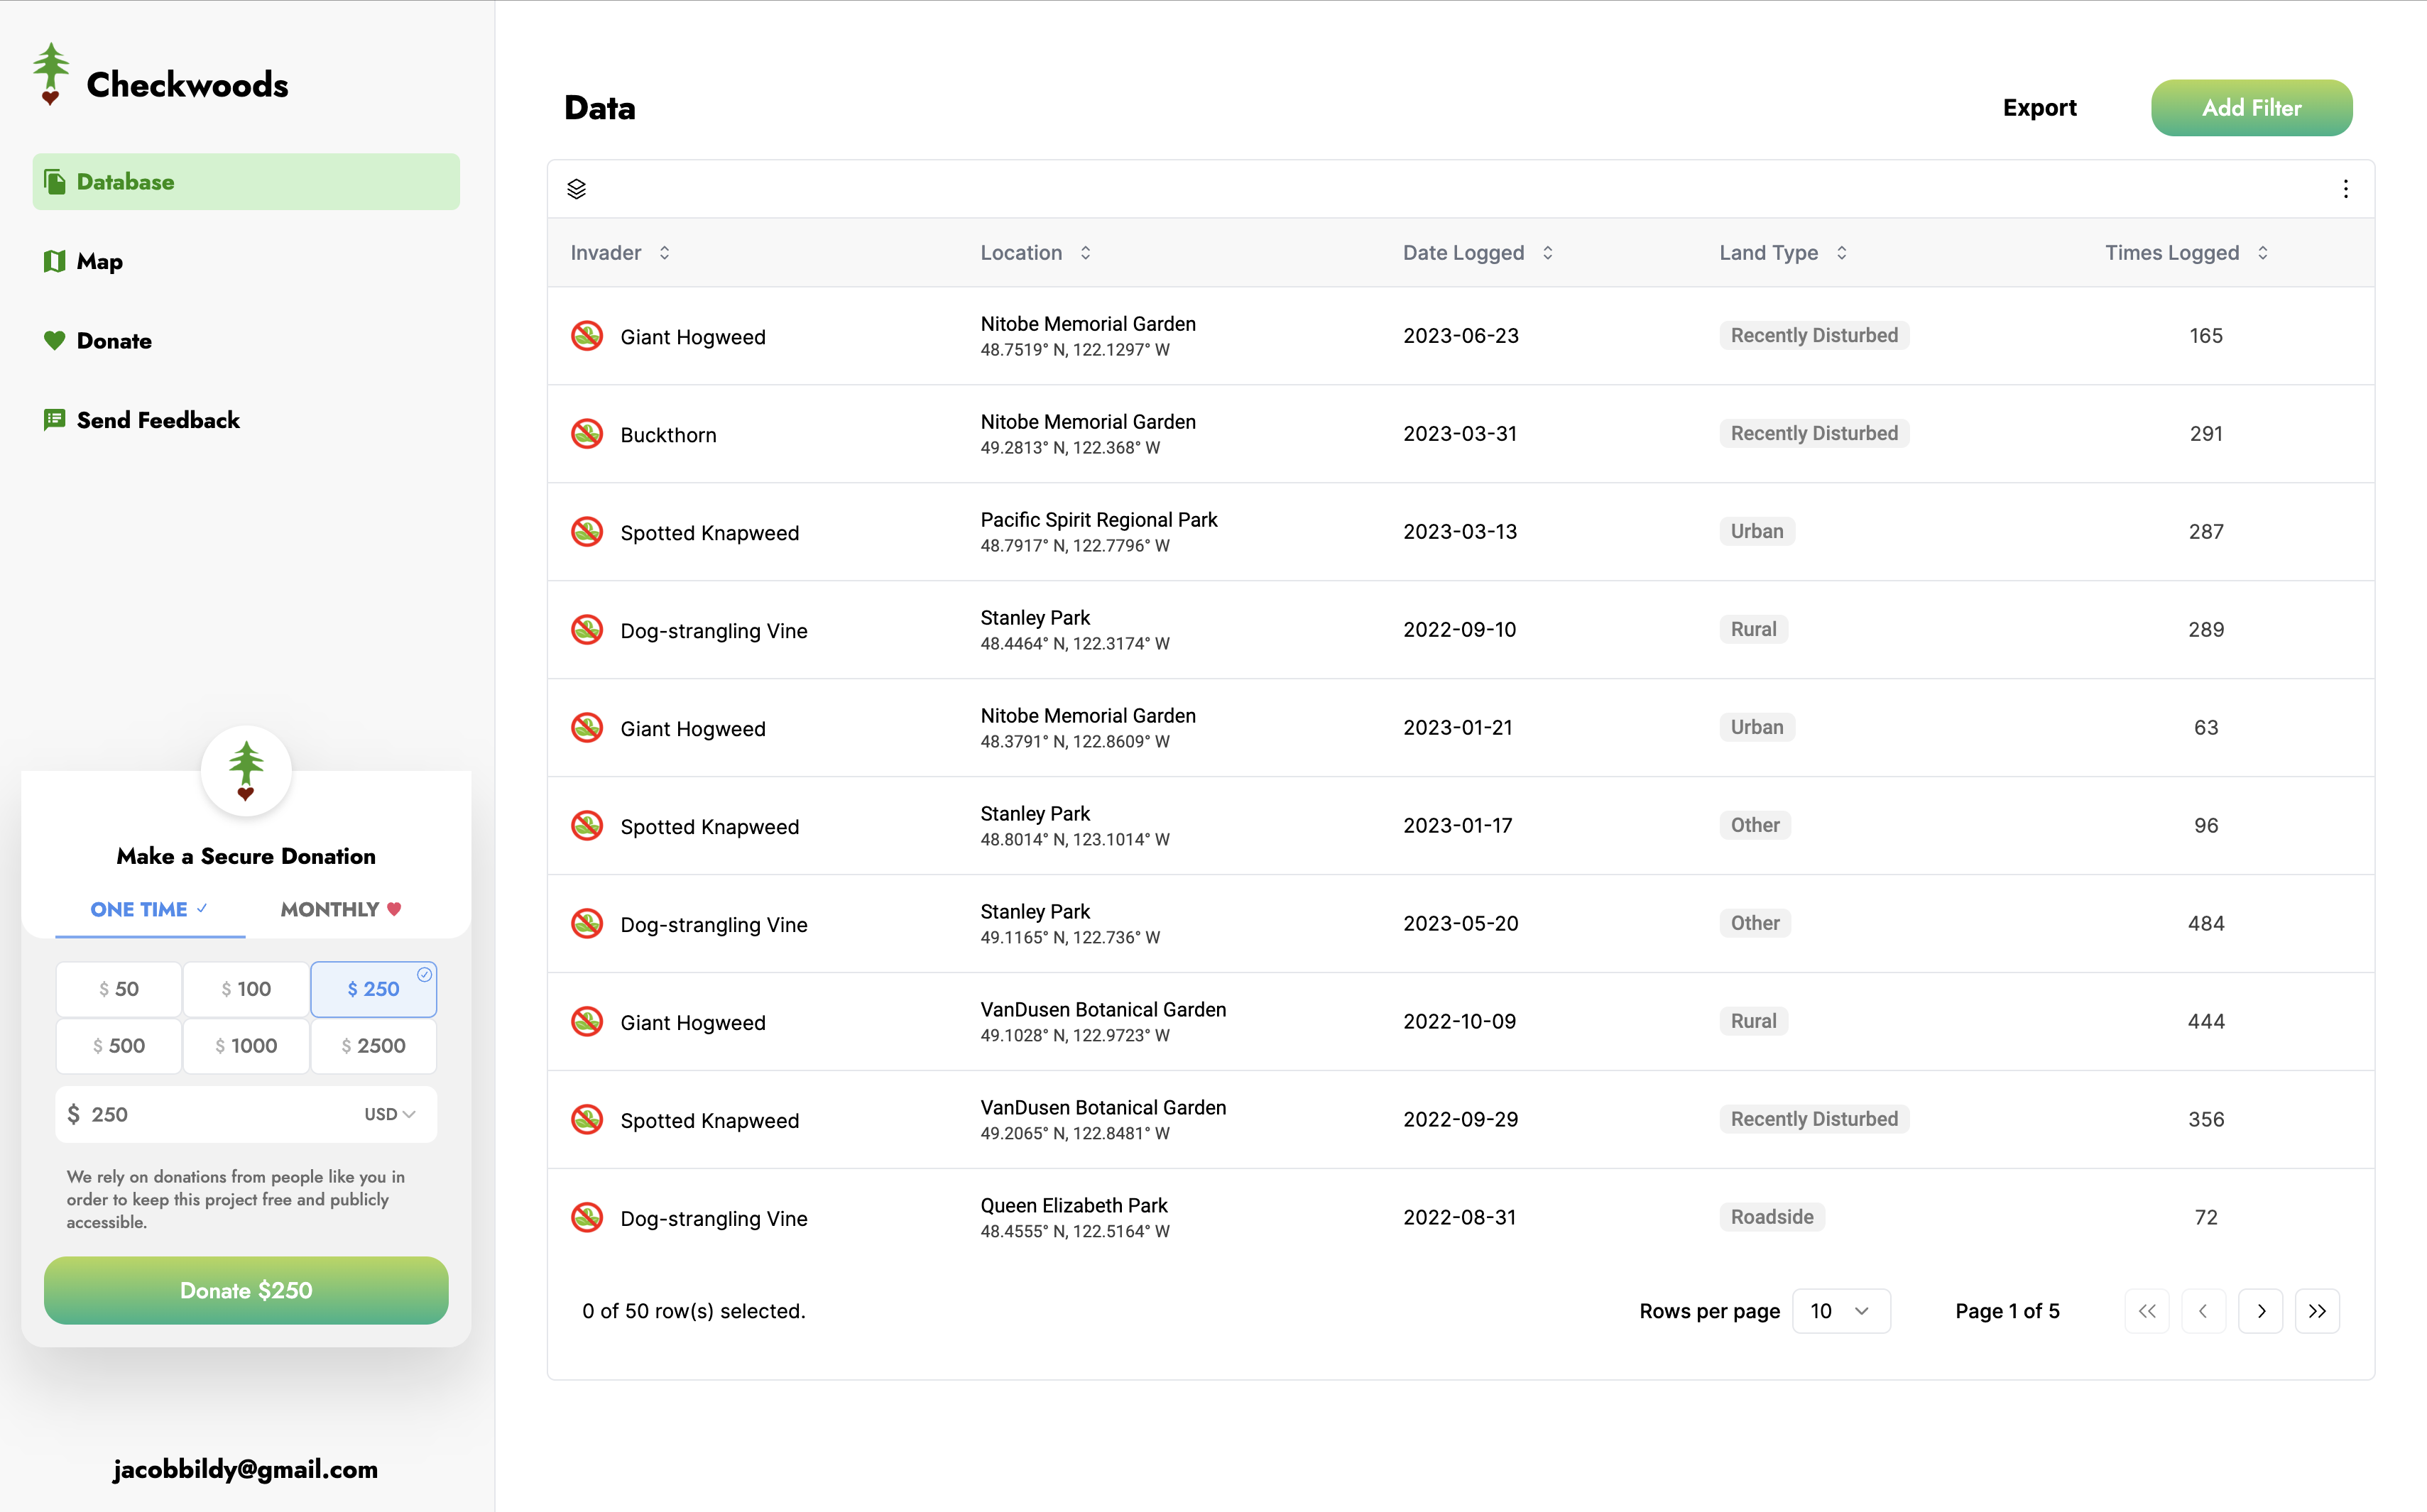 Checkwoods
Database
Map
Donate
Send Feedback
Make a Secure Donation
ONE TIME MONTHLY
$ 50 $ 100 $ 250
$ 500 $ 1000 $ 2500
$ 250 USD
We rely on donations from people like you in
order to keep this project free and publicly
accessible.
Donate $250
jacobbildy@gmail.com
Data Export Add Filter
Invader Location Date Logged Land Type Times Logged
Giant Hogweed Nitobe Memorial Garden 2023-06-23 Recently Disturbed 165
48.7519° N, 122.1297° W
Buckthorn Nitobe Memorial Garden 2023-03-31 Recently Disturbed 291
49.2813° N, 122.368° W
Spotted Knapweed Pacific Spirit Regional Park 2023-03-13 Urban 287
48.7917° N, 122.7796° W
Dog-strangling Vine Stanley Park 2022-09-10 Rural 289
48.4464° N, 122.3174° W
Giant Hogweed Nitobe Memorial Garden 2023-01-21 Urban 63
48.3791° N, 122.8609° W
Spotted Knapweed Stanley Park 2023-01-17 Other 96
48.8014° N, 123.1014° W
Dog-strangling Vine Stanley Park 2023-05-20 Other 484
49.1165° N, 122.736° W
Giant Hogweed VanDusen Botanical Garden 2022-10-09 Rural 444
49.1028° N, 122.9723° W
Spotted Knapweed VanDusen Botanical Garden 2022-09-29 Recently Disturbed 356
49.2065° N, 122.8481° W
Dog-strangling Vine Queen Elizabeth Park 2022-08-31 Roadside 72
48.4555° N, 122.5164° W
0 of 50 row(s) selected. Rows per page 10 Page 1 of 5